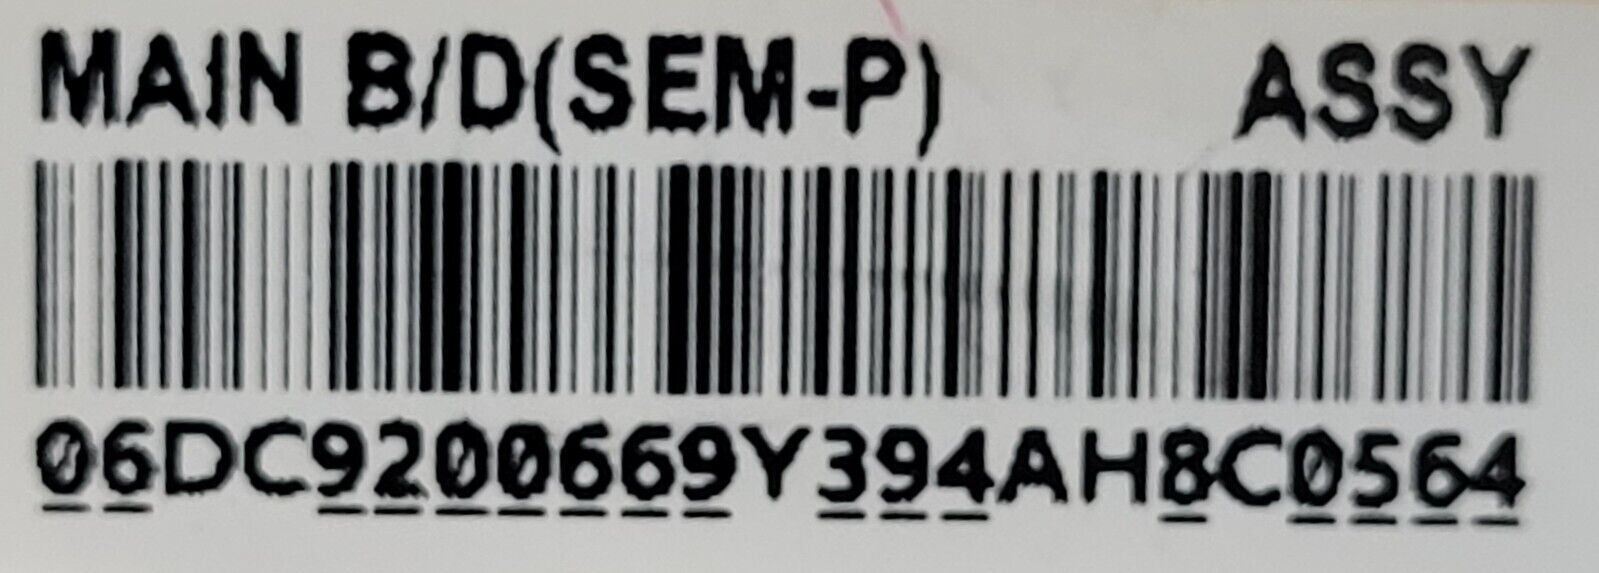 MAIN B/D(SEM-P) ASSY
06DC9200669Y394AH8C0564